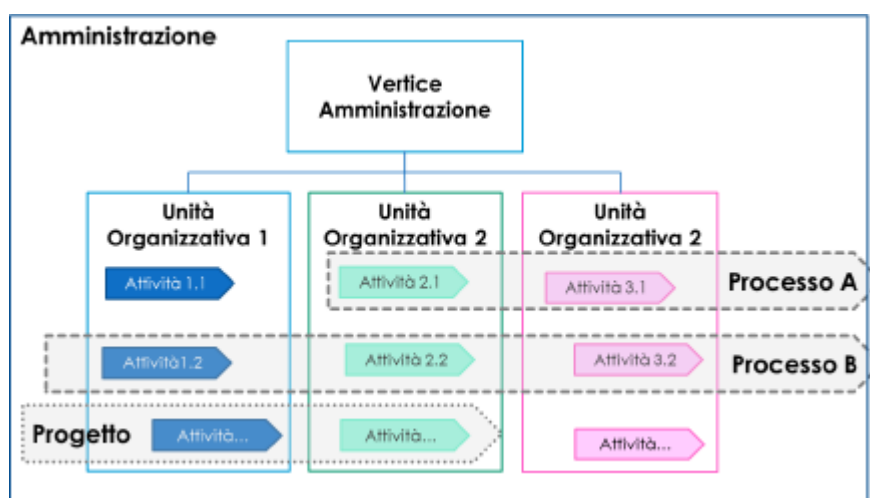 Amministrazione
Vertice
Amministrazione
Unità
Organizzativa 1
Unità
Organizzativa 2
Unità
Organizzativa 2
Attività 1.1
Attività 2.1
Attività 3.1
Processo A
Attività1.2
Attività 2.2
Attività 3.2
Processo B
Progetto
Attività...
Attività...
Attività...